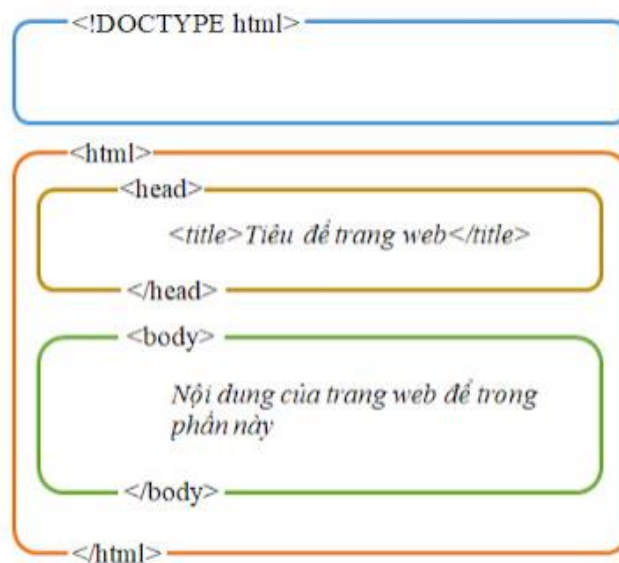 <!DOCTYPE html>
<html>
<head>
<title>Tiêu để trang web</title>
</head>
<body>
Nội dung của trang web để trong
phần này
</body>
</html>